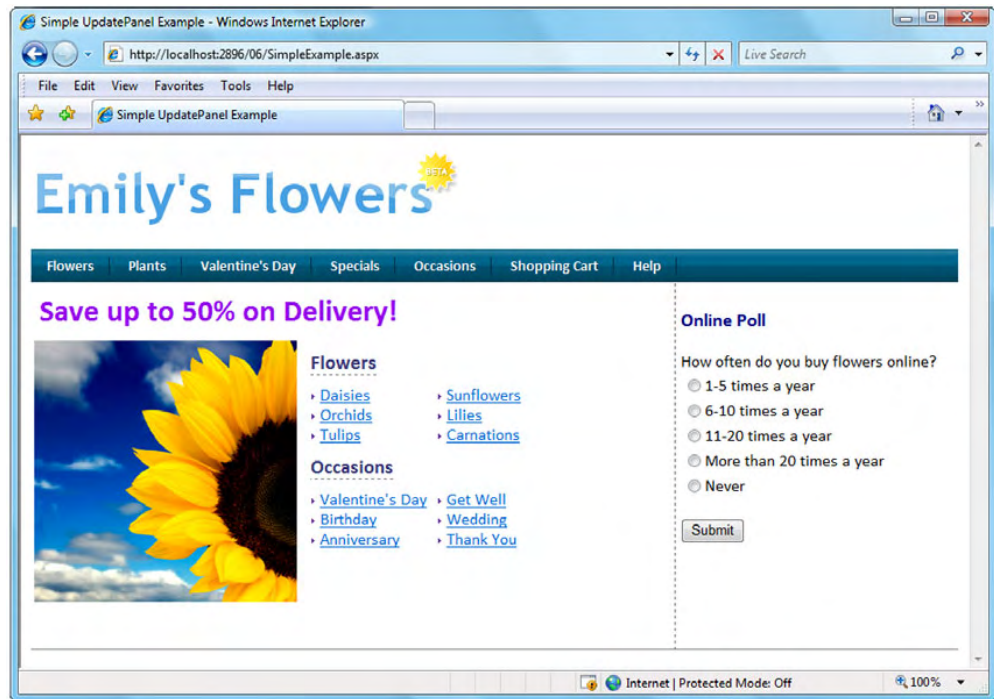 Simple UpdatePanel Example - Windows Internet Explorer
http://localhost:2896/06/SimpleExample.aspx
Live Search
File Edit View Favorites Tools Help
Simple UpdatePanel Example
Emily's Flowers
BETA
Flowers Plants Valentine's Day Specials Occasions Shopping Cart Help
Save up to 50% on Delivery!
Flowers
Daisies Sunflowers
Orchids Lilies
Tulips Carnations
Occasions
Valentine's Day Get Well
Birthday Wedding
Anniversary Thank You
Online Poll
How often do you buy flowers online?
1-5 times a year
6-10 times a year
11-20 times a year
More than 20 times a year
Never
Submit
Internet | Protected Mode: Off
100%